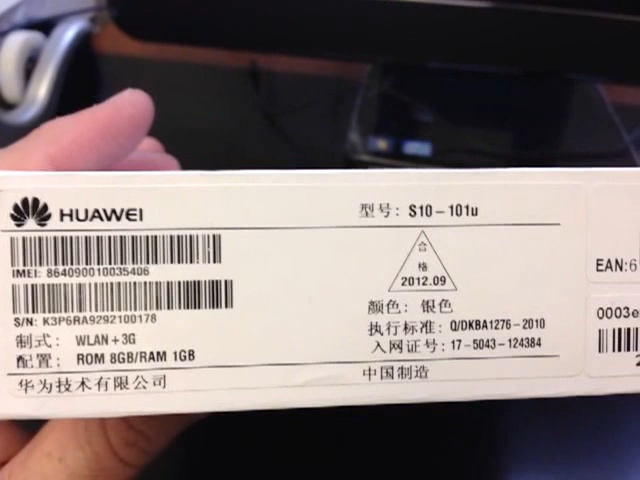 HUAWEI
型号: S10-101u
IMEI: 864090010035406
S/N: K3P6RA9292100178
制式: WLAN+3G
配置: ROM 8GB/RAM 1GB
华为技术有限公司
合
格
2012.09
颜色: 银色
执行标准: Q/DKBA1276-2010
入网证号: 17-5043-124384
中国制造
EAN:6
0003e